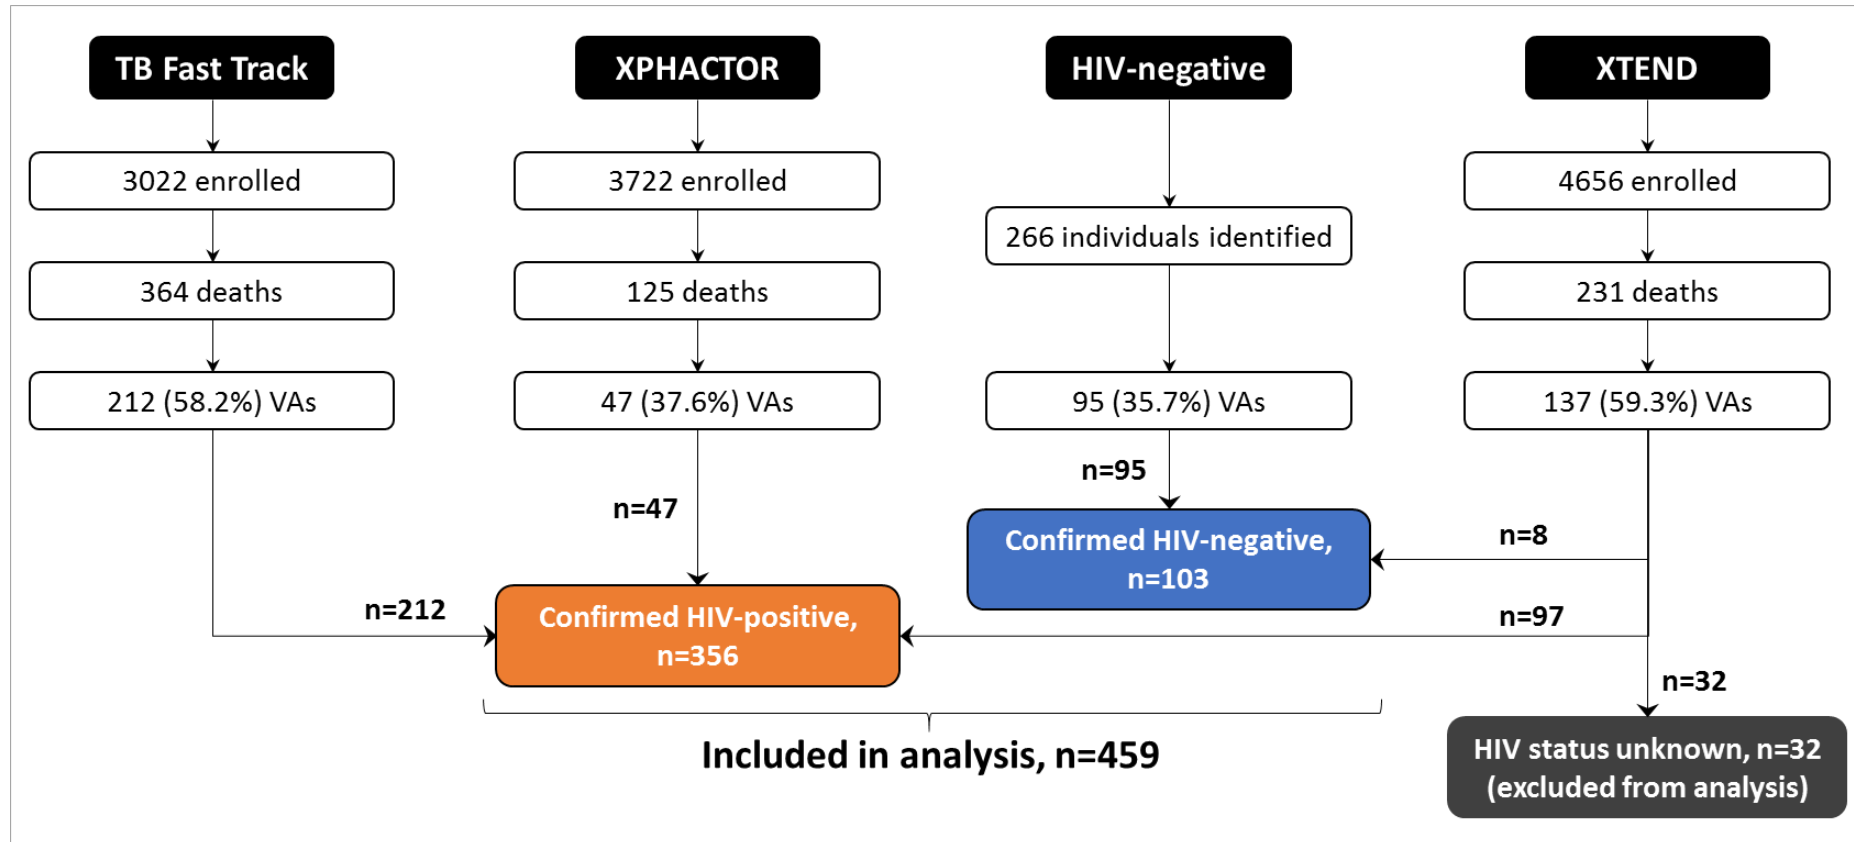 TB Fast Track
XPHACTOR
HIV-negative
XTEND
3022 enrolled
3722 enrolled
266 individuals identified
4656 enrolled
364 deaths
125 deaths
231 deaths
212 (58.2%) VAs
47 (37.6%) VAs
95 (35.7%) VAs
137 (59.3%) VAs
n=95
n=47
Confirmed HIV-negative,
n=103
n=8
n=212
Confirmed HIV-positive,
n=356
n=97
n=32
Included in analysis, n=459
HIV status unknown, n=32
(excluded from analysis)